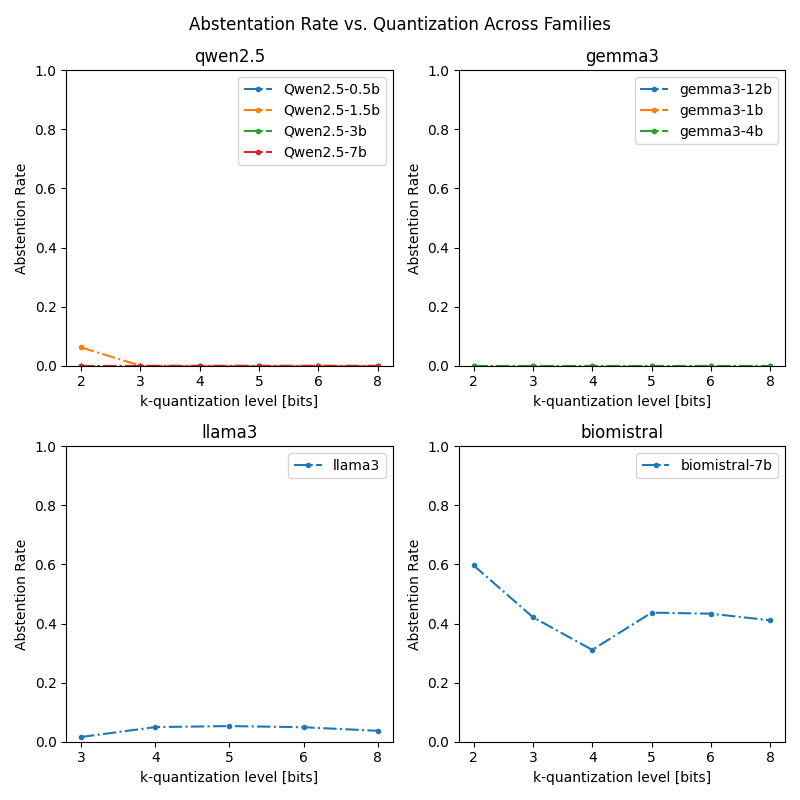 Abstentation Rate vs. Quantization Across Families
qwen2.5
1.0
0.8
0.6
0.4
0.2
0.0
Abstention Rate
Qwen2.5-0.5b
Qwen2.5-1.5b
Qwen2.5-3b
Qwen2.5-7b
2 3 4 5 6 8
k-quantization level [bits]
gemma3
1.0
0.8
0.6
0.4
0.2
0.0
Abstention Rate
gemma3-12b
gemma3-1b
gemma3-4b
2 3 4 5 6 8
k-quantization level [bits]
llama3
1.0
0.8
0.6
0.4
0.2
0.0
Abstention Rate
llama3
3 4 5 6 8
k-quantization level [bits]
biomistral
1.0
0.8
0.6
0.4
0.2
0.0
Abstention Rate
biomistral-7b
2 3 4 5 6 8
k-quantization level [bits]